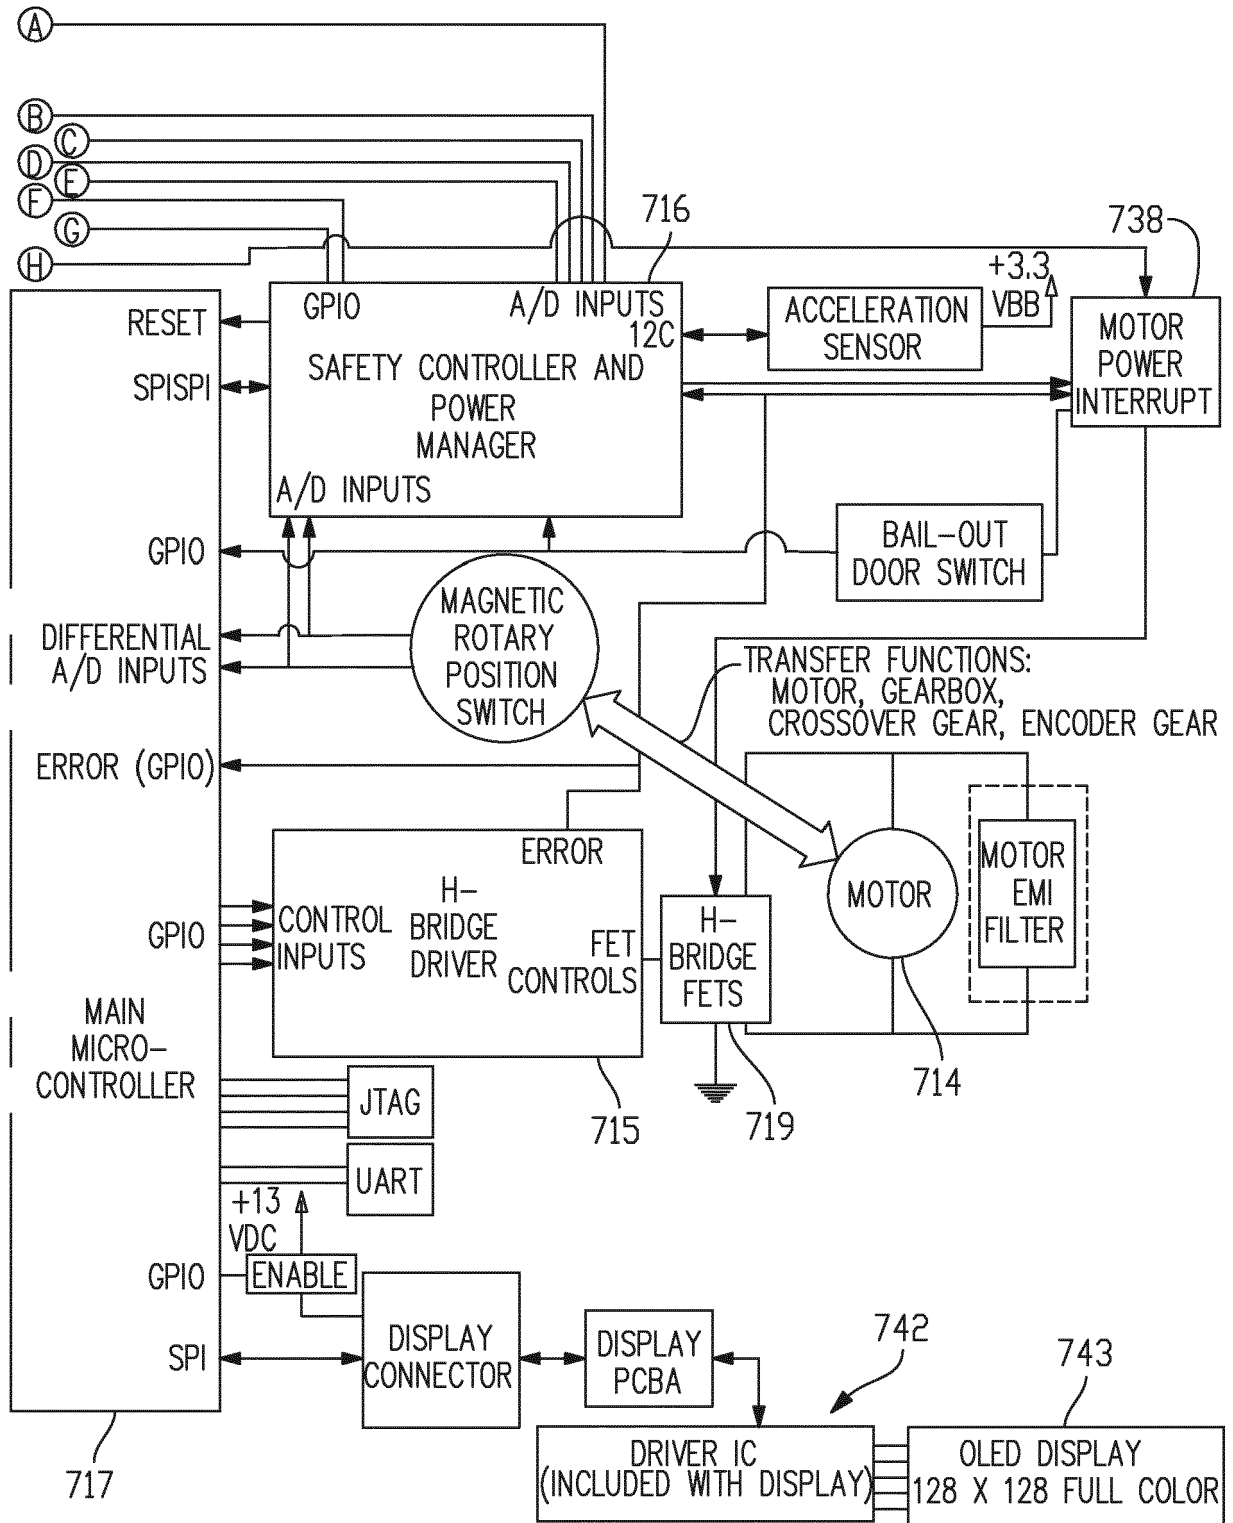 A
B
C
D
E
F
G
H
716
738
+3.3
VBB
RESET
SPISPI
GPIO
A/D INPUTS
12C
SAFETY CONTROLLER AND
POWER
MANAGER
A/D INPUTS
ACCELERATION
SENSOR
MOTOR
POWER
INTERRUPT
GPIO
BAIL-OUT
DOOR SWITCH
DIFFERENTIAL
A/D INPUTS
MAGNETIC
ROTARY
POSITION
SWITCH
TRANSFER FUNCTIONS:
MOTOR, GEARBOX,
CROSSOVER GEAR, ENCODER GEAR
ERROR (GPIO)
ERROR
H-
BRIDGE
DRIVER
CONTROL
INPUTS
FET
CONTROLS
GPIO
H-
BRIDGE
FETS
MOTOR
MOTOR
EMI
FILTER
MAIN
MICRO-
CONTROLLER
714
715
719
JTAG
UART
+13
VDC
GPIO
ENABLE
SPI
DISPLAY
CONNECTOR
DISPLAY
PCBA
742
743
DRIVER IC
(INCLUDED WITH DISPLAY)
OLED DISPLAY
128 X 128 FULL COLOR
717